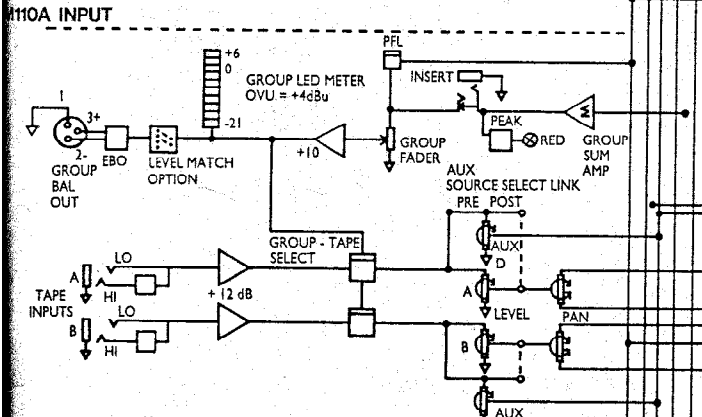 M110A INPUT
+6
0
-21
GROUP LED METER
OVU = +4dBu
PFL
INSERT
1
3+
2-
GROUP
BAL
OUT
EBO
LEVEL MATCH
OPTION
+10
GROUP
FADER
PEAK
RED
Σ
GROUP
SUM
AMP
AUX
SOURCE SELECT LINK
PRE POST
GROUP - TAPE
SELECT
AUX
D
TAPE
INPUTS
A
LO
HI
B
LO
HI
+ 12 dB
A
LEVEL
PAN
B
AUX